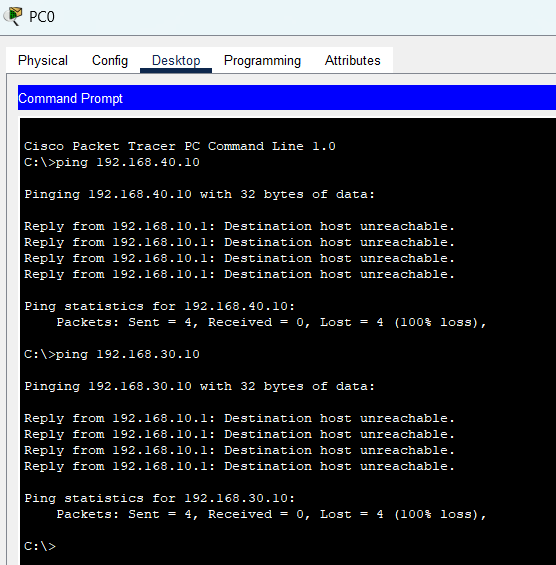 PC0
Physical Config Desktop Programming Attributes
Command Prompt
Cisco Packet Tracer PC Command Line 1.0
C:\>ping 192.168.40.10
Pinging 192.168.40.10 with 32 bytes of data:
Reply from 192.168.10.1: Destination host unreachable.
Reply from 192.168.10.1: Destination host unreachable.
Reply from 192.168.10.1: Destination host unreachable.
Reply from 192.168.10.1: Destination host unreachable.
Ping statistics for 192.168.40.10:
    Packets: Sent = 4, Received = 0, Lost = 4 (100% loss),
C:\>ping 192.168.30.10
Pinging 192.168.30.10 with 32 bytes of data:
Reply from 192.168.10.1: Destination host unreachable.
Reply from 192.168.10.1: Destination host unreachable.
Reply from 192.168.10.1: Destination host unreachable.
Reply from 192.168.10.1: Destination host unreachable.
Ping statistics for 192.168.30.10:
    Packets: Sent = 4, Received = 0, Lost = 4 (100% loss),
C:\>